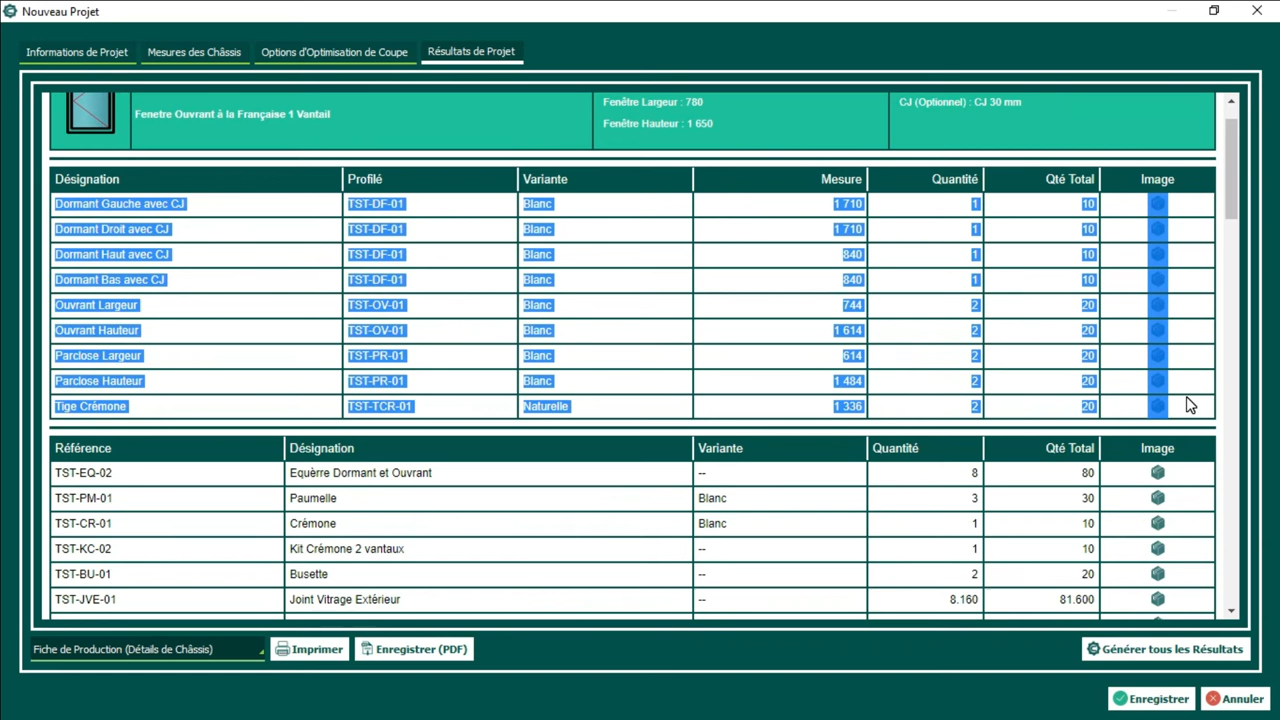 Nouveau Projet
Informations de Projet Mesures des Châssis Options d'Optimisation de Coupe Résultats de Projet
Fenetre Ouvrant à la Française 1 Vantail
Fenêtre Largeur : 780
Fenêtre Hauteur : 1 650
CJ (Optionnel) : CJ 30 mm
Désignation Profilé Variante Mesure Quantité Qté Total Image
Dormant Gauche avec CJ TST-DF-01 Blanc 1 710 1 10
Dormant Droit avec CJ TST-DF-01 Blanc 1 710 1 10
Dormant Haut avec CJ TST-DF-01 Blanc 840 1 10
Dormant Bas avec CJ TST-DF-01 Blanc 840 1 10
Ouvrant Largeur TST-OV-01 Blanc 744 2 20
Ouvrant Hauteur TST-OV-01 Blanc 1 614 2 20
Parclose Largeur TST-PR-01 Blanc 614 2 20
Parclose Hauteur TST-PR-01 Blanc 1 484 2 20
Tige Crèmone TST-TCR-01 Naturelle 1 336 2 20
Référence Désignation Variante Quantité Qté Total Image
TST-EQ-02 Equèrre Dormant et Ouvrant -- 8 80
TST-PM-01 Paumelle Blanc 3 30
TST-CR-01 Crémone Blanc 1 10
TST-KC-02 Kit Crémone 2 vantaux -- 1 10
TST-BU-01 Busette -- 2 20
TST-JVE-01 Joint Vitrage Extérieur -- 8.160 81.600
Fiche de Production (Détails de Châssis) Imprimer Enregistrer (PDF) Générer tous les Résultats
Enregistrer Annuler